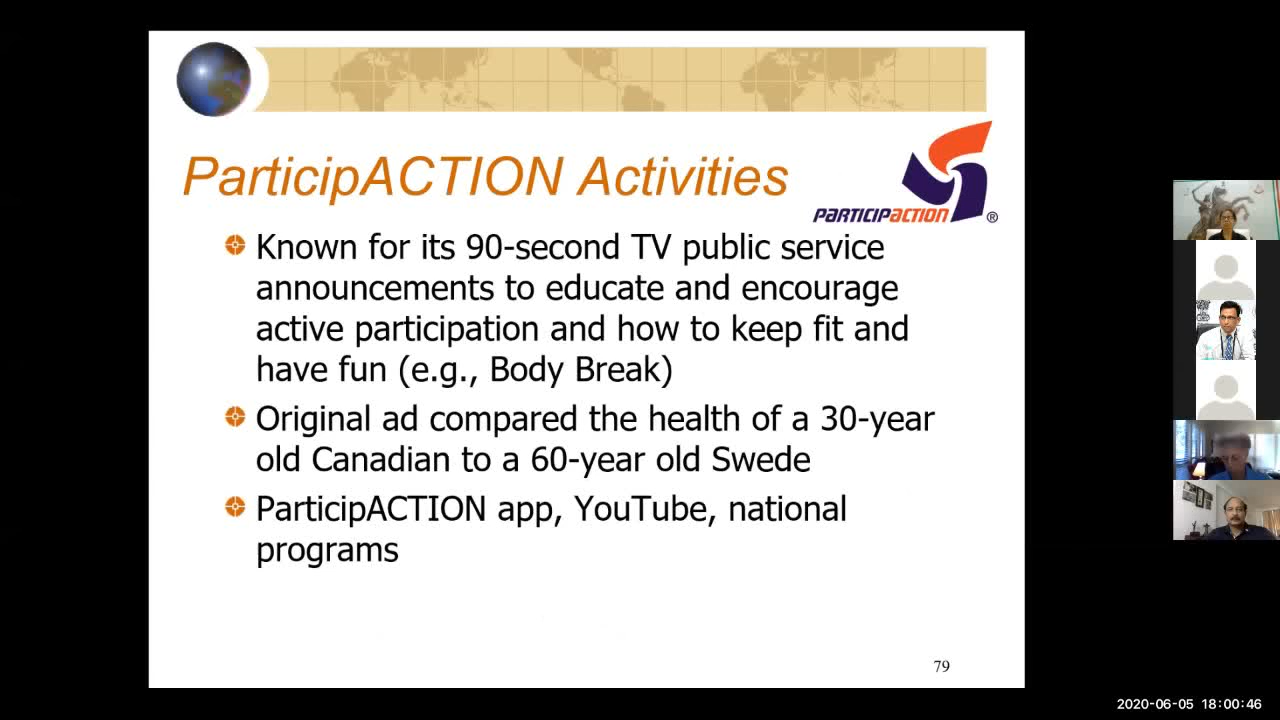 ParticipACTION Activities
PARTICIPACTION ®
Known for its 90-second TV public service
announcements to educate and encourage
active participation and how to keep fit and
have fun (e.g., Body Break)
Original ad compared the health of a 30-year
old Canadian to a 60-year old Swede
ParticipACTION app, YouTube, national
programs
79
2020-06-05 18:00:46